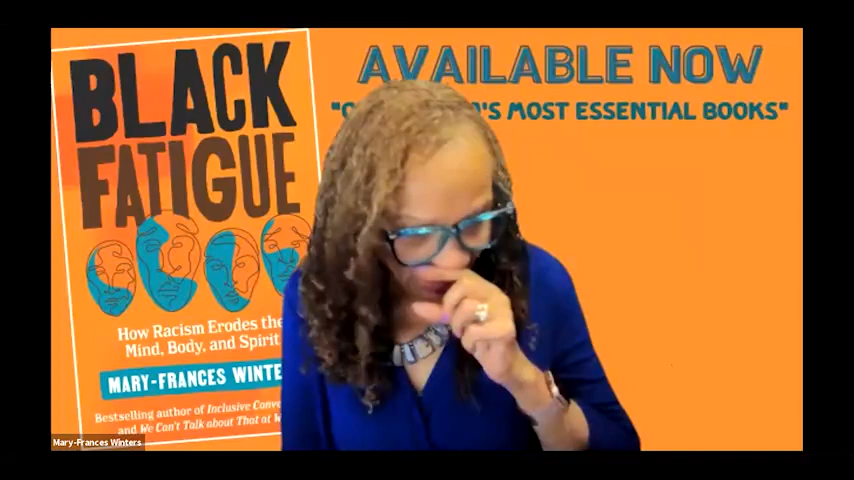 BLACK
FATIGUE
How Racism Erodes the
Mind, Body, and Spirit
MARY-FRANCES WINTE
Bestselling author of Inclusive Conve
and We Can't Talk about That at W
AVAILABLE NOW
'S MOST ESSENTIAL BOOKS"
Mary-Frances Winters